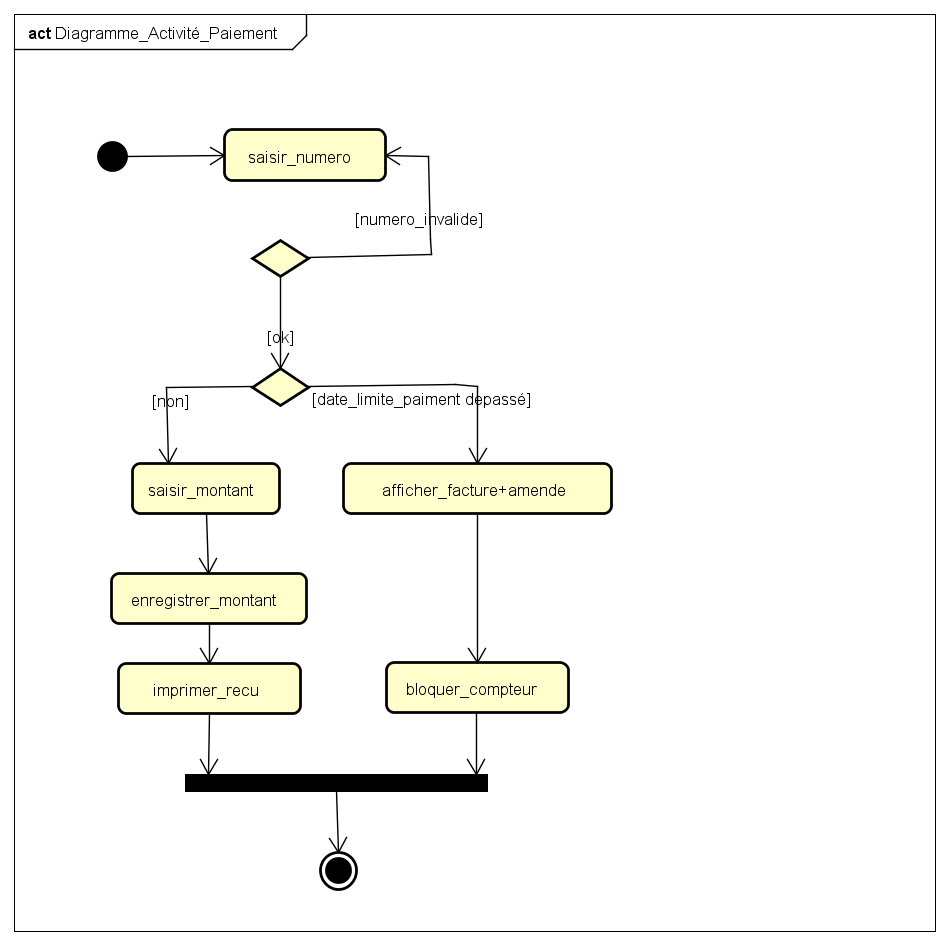 act Diagramme_Activité_Paiement
saisir_numero
[numero_invalide]
[ok]
[non]
[date_limite_paiment depassé]
saisir_montant
afficher_facture+amende
enregistrer_montant
imprimer_recu
bloquer_compteur